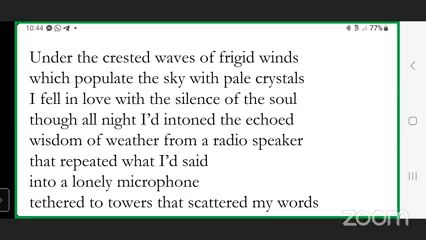 10:44
77%
Under the crested waves of frigid winds
which populate the sky with pale crystals
I fell in love with the silence of the soul
though all night I’d intoned the echoed
wisdom of weather from a radio speaker
that repeated what I’d said
into a lonely microphone
tethered to towers that scattered my words
zoom